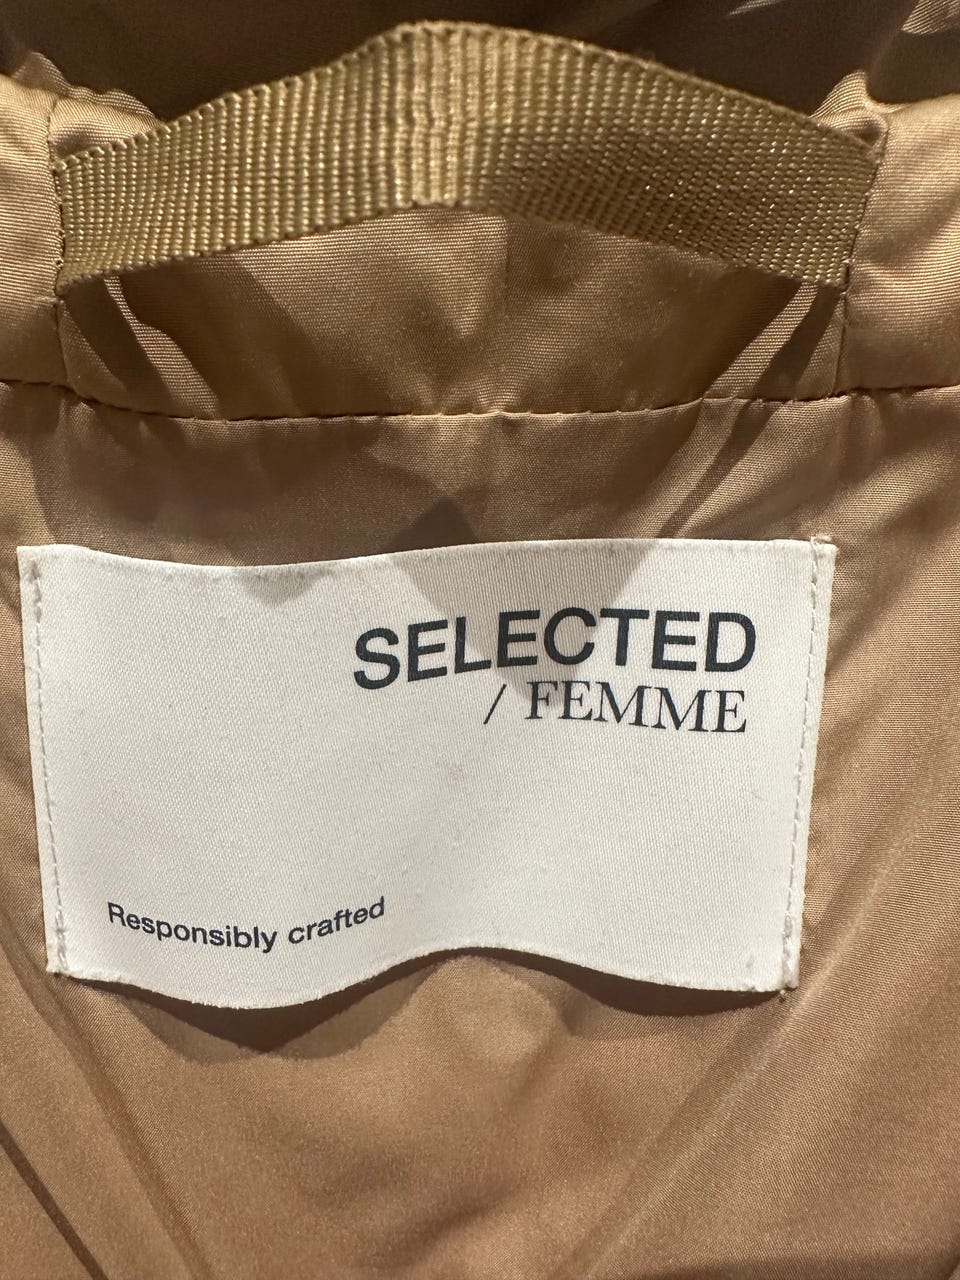 SELECTED
/ FEMME
Responsibly crafted